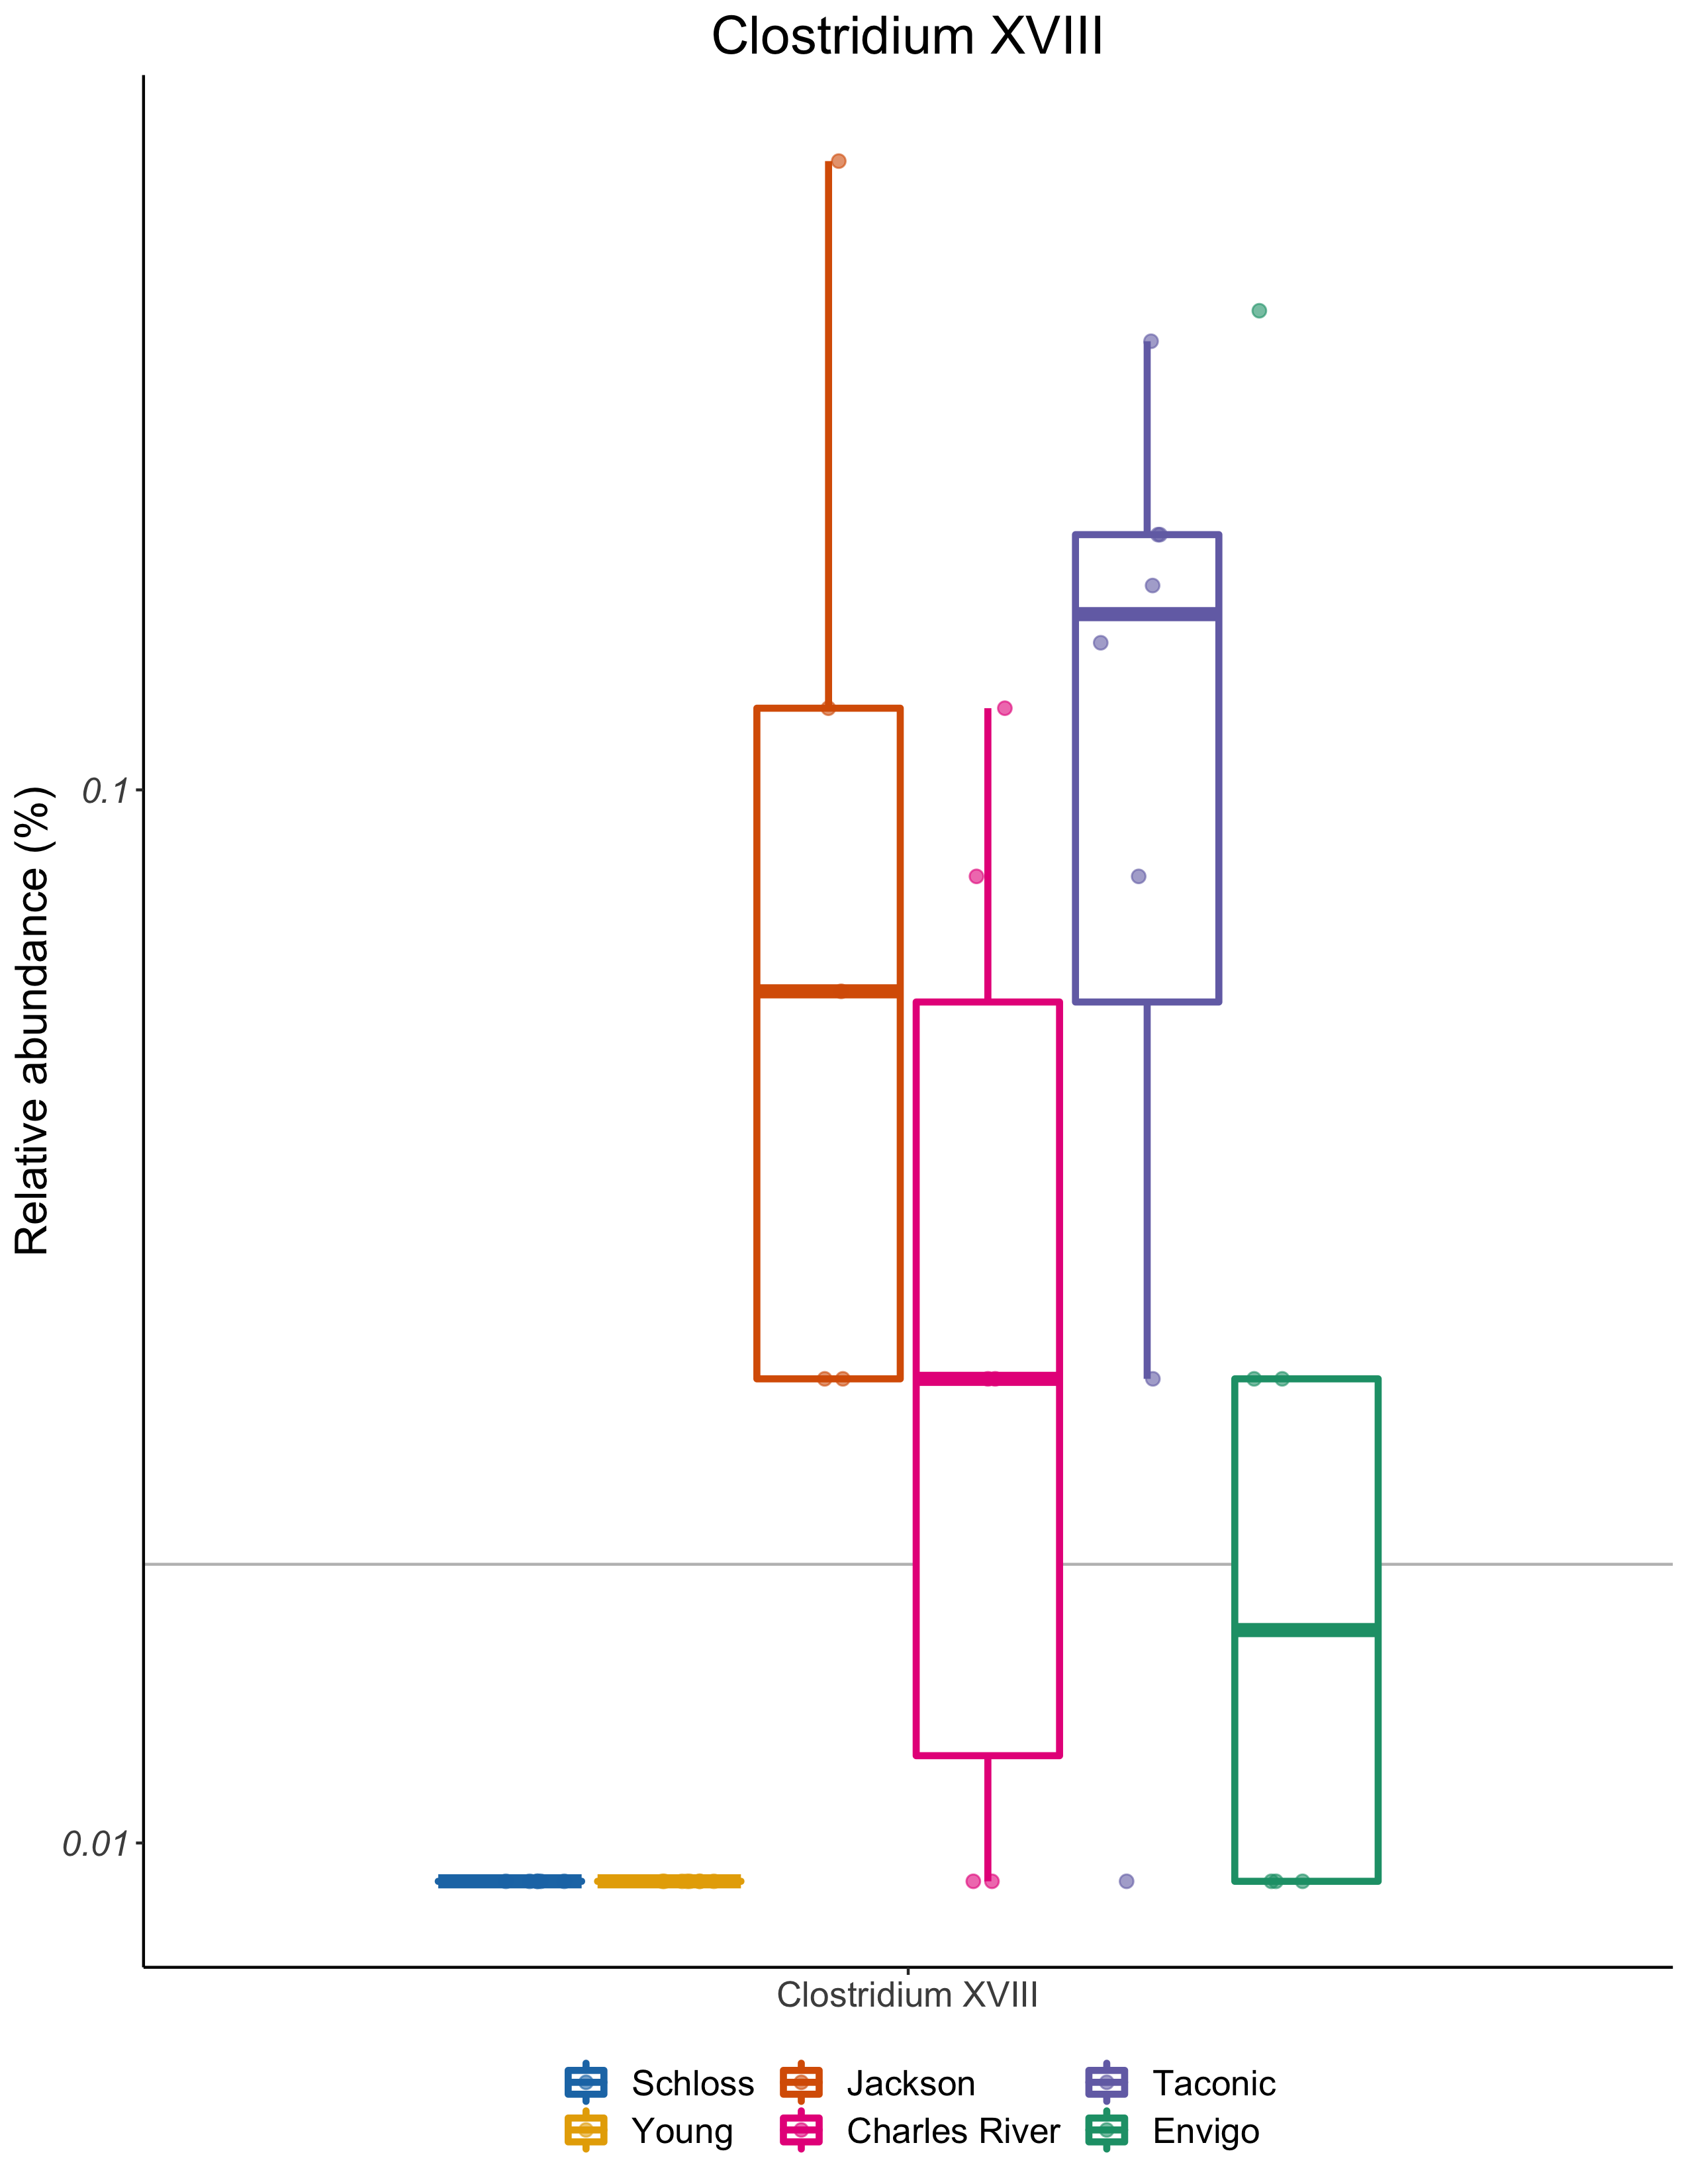 Clostridium XVIII
Relative abundance (%)
0.1
0.01
Clostridium XVIII
Schloss
Jackson
Taconic
Young
Charles River
Envigo